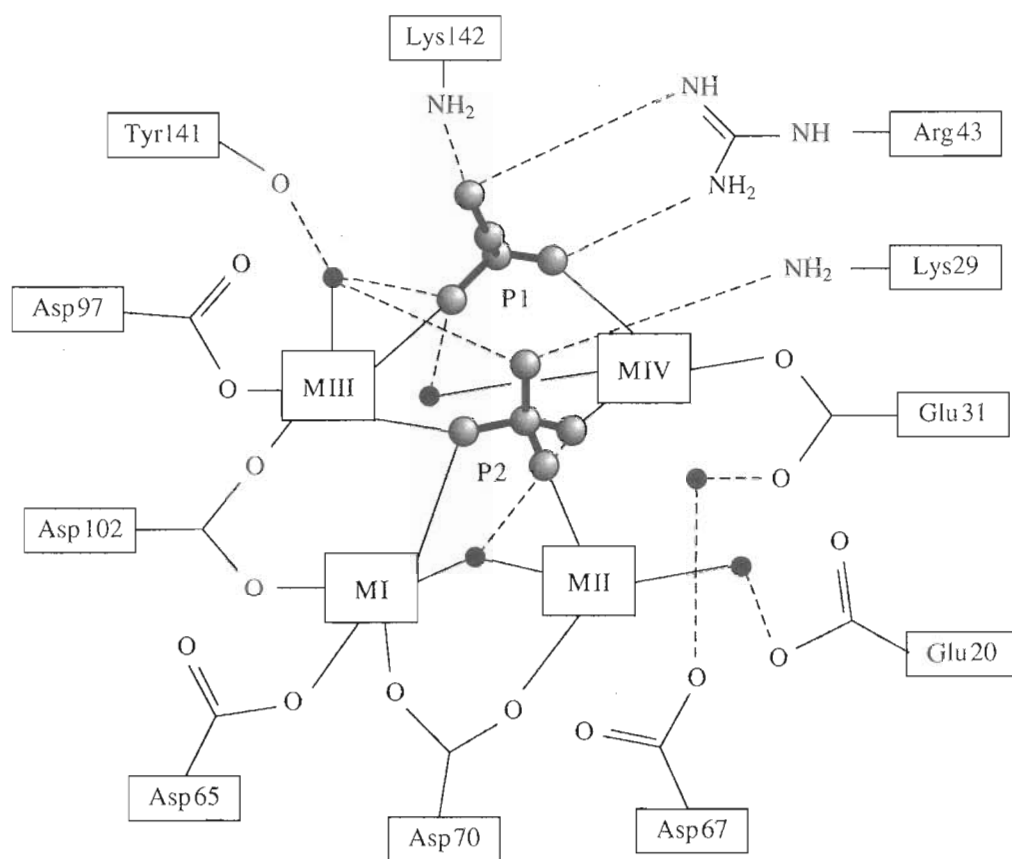 Lys142
NH₂
NH
Tyr141
NH
Arg43
NH₂
O
O
NH₂
Lys29
P1
Asp97
O
MIII
MIV
O
Glu31
O
P2
O
Asp102
O
MI
MII
O
Glu20
O
O
O
O
O
O
O
Asp65
Asp70
Asp67